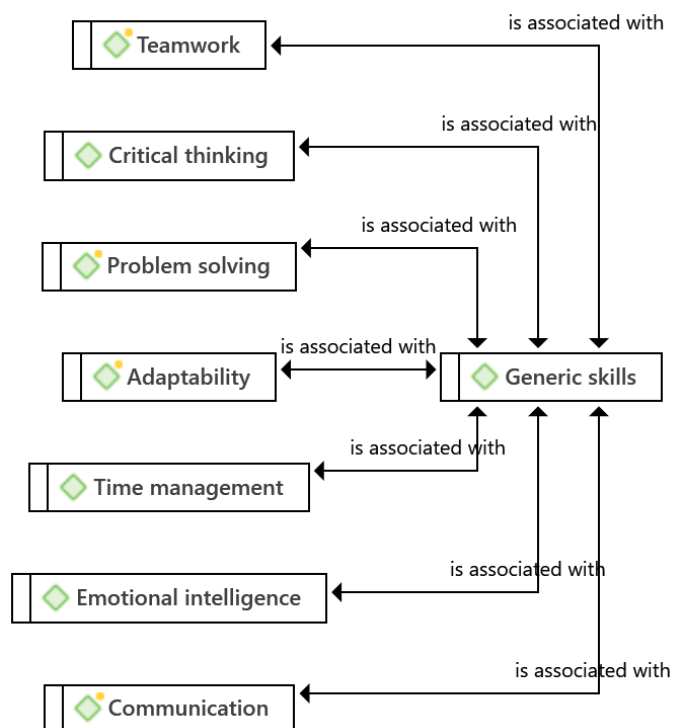 is associated with
Teamwork
is associated with
Critical thinking
is associated with
Problem solving
is associated with
Adaptability
Generic skills
is associated with
Time management
is associated with
Emotional intelligence
is associated with
Communication